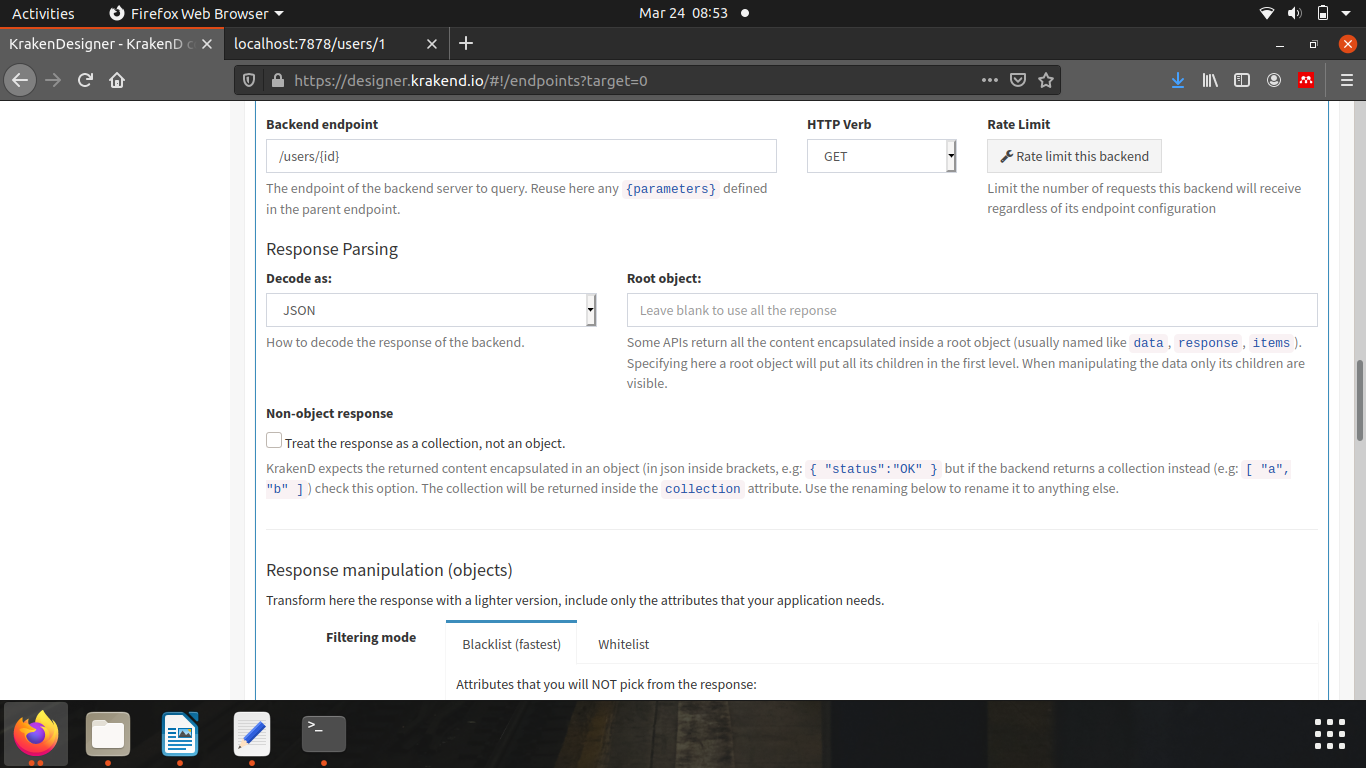 Activities
Firefox Web Browser
Mar 24 08:53
KrakenDesigner - KrakenD c
localhost:7878/users/1
https://designer.krakend.io/#!/endpoints?target=0
Backend endpoint
HTTP Verb
Rate Limit
/users/{id}
GET
Rate limit this backend
The endpoint of the backend server to query. Reuse here any {parameters} defined
in the parent endpoint.
Limit the number of requests this backend will receive
regardless of its endpoint configuration
Response Parsing
Decode as:
Root object:
JSON
Leave blank to use all the reponse
How to decode the response of the backend.
Some APIs return all the content encapsulated inside a root object (usually named like data , response , items ).
Specifying here a root object will put all its children in the first level. When manipulating the data only its children are
visible.
Non-object response
Treat the response as a collection, not an object.
KrakenD expects the returned content encapsulated in an object (in json inside brackets, e.g: { "status":"OK" } but if the backend returns a collection instead (e.g: [ "a",
"b" ] ) check this option. The collection will be returned inside the collection attribute. Use the renaming below to rename it to anything else.
Response manipulation (objects)
Transform here the response with a lighter version, include only the attributes that your application needs.
Filtering mode
Blacklist (fastest)
Whitelist
Attributes that you will NOT pick from the response:
>_